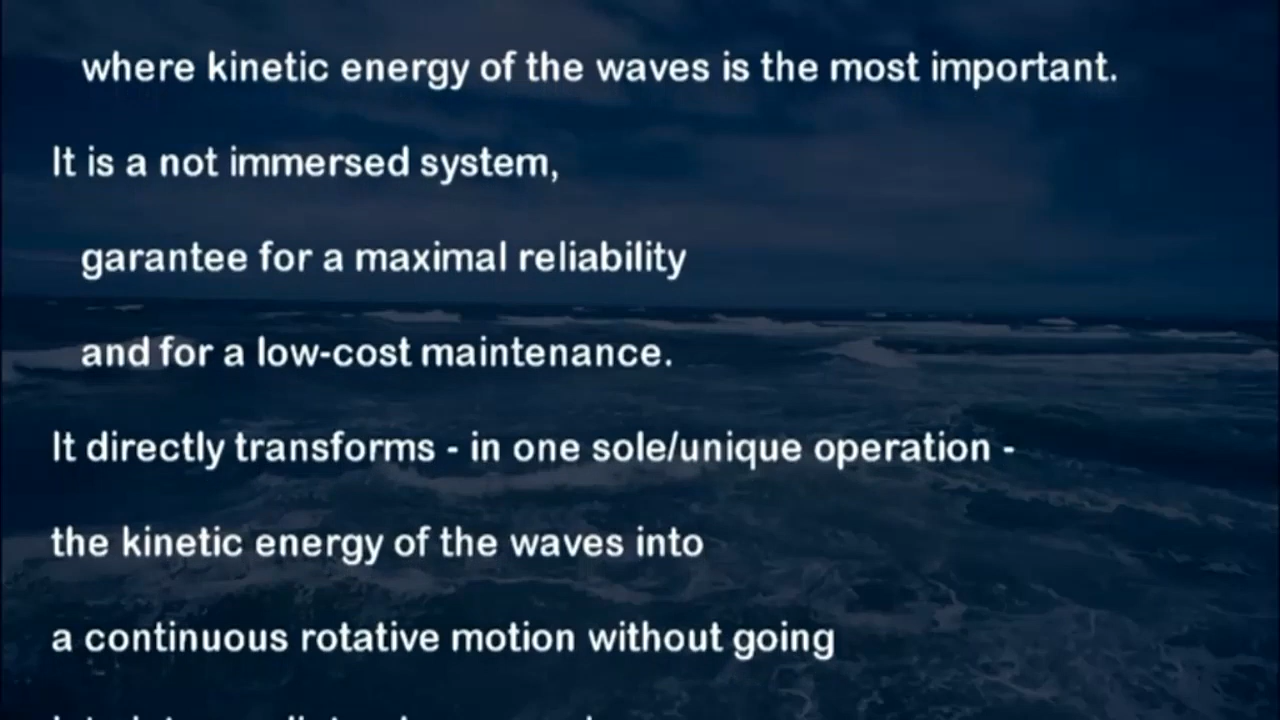 where kinetic energy of the waves is the most important.
It is a not immersed system,
garantee for a maximal reliability
and for a low-cost maintenance.
It directly transforms - in one sole/unique operation -
the kinetic energy of the waves into
a continuous rotative motion without going